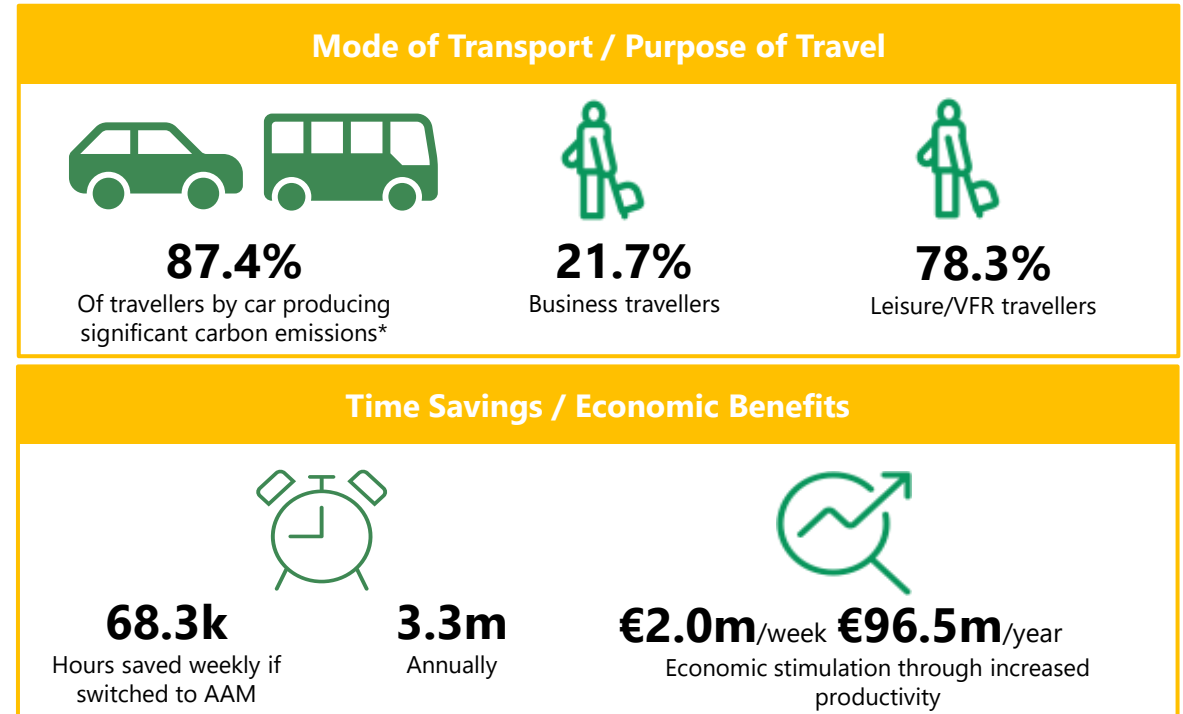 Mode of Transport / Purpose of Travel
87.4%
Of travellers by car producing
significant carbon emissions*
21.7%
Business travellers
78.3%
Leisure/VFR travellers
Time Savings / Economic Benefits
68.3k
Hours saved weekly if
switched to AAM
3.3m
Annually
€2.0m/week €96.5m/year
Economic stimulation through increased
productivity